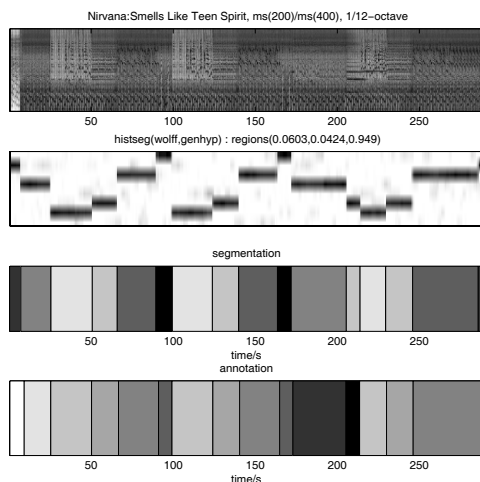 Nirvana:Smells Like Teen Spirit, ms(200)/ms(400), 1/12-octave
50 100 150 200 250
histseg(wolff,genhyp) : regions(0.0603,0.0424,0.949)
segmentation
50 100 150 200 250
time/s
annotation
50 100 150 200 250
time/s